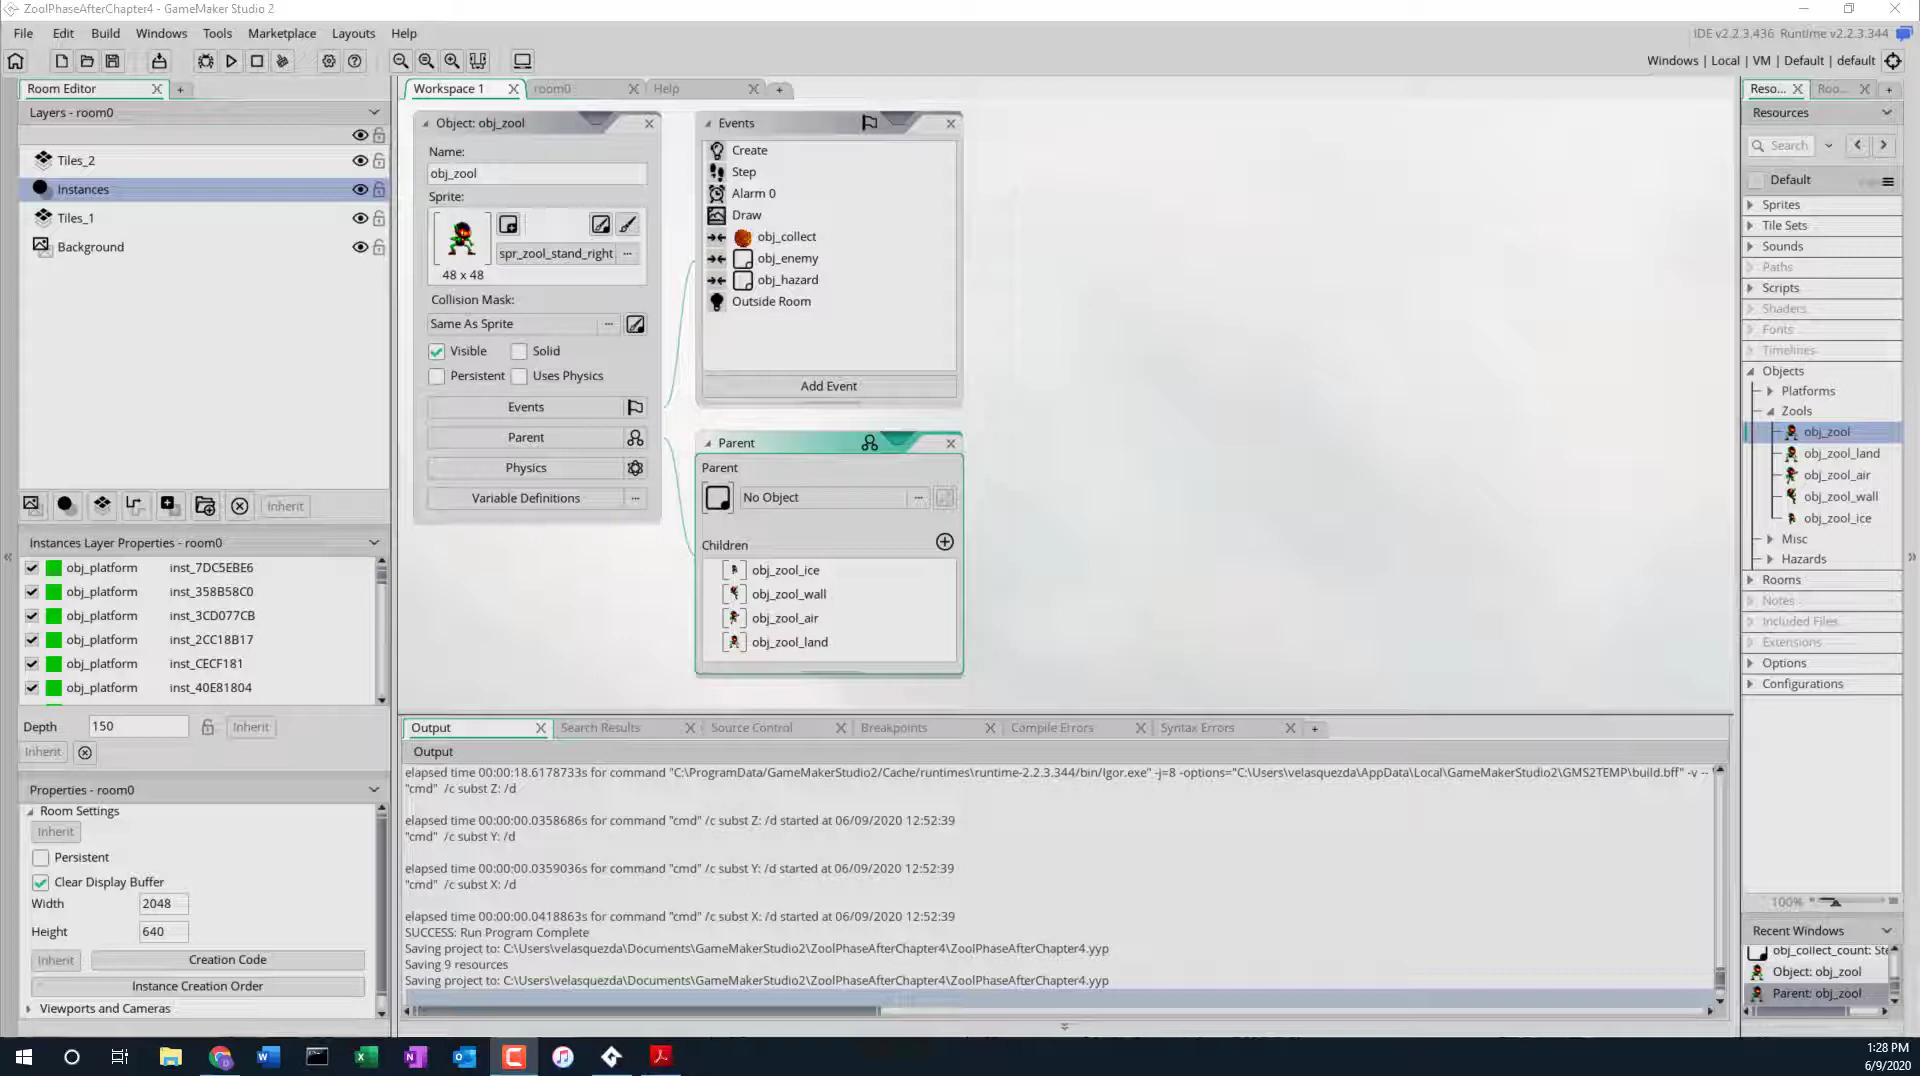 ZoolPhaseAfterChapter4 - GameMaker Studio 2
File Edit Build Windows Tools Marketplace Layouts Help
IDE v2.2.3.436 Runtime v2.2.3.344
Windows | Local | VM | Default | default
Room Editor
Layers - room0
Tiles_2
Instances
Tiles_1
Background
Inherit
Instances Layer Properties - room0
obj_platform inst_7DC5EBE6
obj_platform inst_358B58C0
obj_platform inst_3CD077CB
obj_platform inst_2CC18B17
obj_platform inst_CECF181
obj_platform inst_40E81804
Depth 150 Inherit
Inherit
Properties - room0
Room Settings
Inherit
Persistent
Clear Display Buffer
Width 2048
Height 640
Inherit Creation Code
Instance Creation Order
Viewports and Cameras
Workspace 1 room0 Help
Object: obj_zool
Name:
obj_zool
Sprite:
spr_zool_stand_right ...
48 x 48
Collision Mask:
Same As Sprite ...
Visible Solid
Persistent Uses Physics
Events
Parent
Physics
Variable Definitions ...
Events
Create
Step
Alarm 0
Draw
obj_collect
obj_enemy
obj_hazard
Outside Room
Add Event
Parent
Parent
No Object ...
Children
obj_zool_ice
obj_zool_wall
obj_zool_air
obj_zool_land
Output Search Results Source Control Breakpoints Compile Errors Syntax Errors
Output
elapsed time 00:00:18.6178733s for command "C:\ProgramData/GameMakerStudio2/Cache/runtimes\runtime-2.2.3.344/bin/Igor.exe" -j=8 -options="C:\Users\velasquezda\AppData\Local\GameMakerStudio2\GMS2TEMP\build.bff" -v --
"cmd" /c subst Z: /d
elapsed time 00:00:00.0358686s for command "cmd" /c subst Z: /d started at 06/09/2020 12:52:39
"cmd" /c subst Y: /d
elapsed time 00:00:00.0359036s for command "cmd" /c subst Y: /d started at 06/09/2020 12:52:39
"cmd" /c subst X: /d
elapsed time 00:00:00.0418863s for command "cmd" /c subst X: /d started at 06/09/2020 12:52:39
SUCCESS: Run Program Complete
Saving project to: C:\Users\velasquezda\Documents\GameMakerStudio2\ZoolPhaseAfterChapter4\ZoolPhaseAfterChapter4.yyp
Saving 9 resources
Saving project to: C:\Users\velasquezda\Documents\GameMakerStudio2\ZoolPhaseAfterChapter4\ZoolPhaseAfterChapter4.yyp
Reso... Roo...
Resources
Search
Default
Sprites
Tile Sets
Sounds
Paths
Scripts
Shaders
Fonts
Timelines
Objects
Platforms
Zools
obj_zool
obj_zool_land
obj_zool_air
obj_zool_wall
obj_zool_ice
Misc
Hazards
Rooms
Notes
Included Files
Extensions
Options
Configurations
100%
Recent Windows
obj_collect_count: Ste
Object: obj_zool
Parent: obj_zool
1:28 PM
6/9/2020